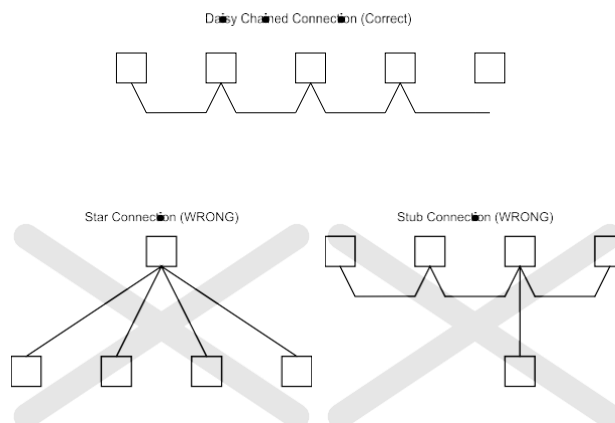 Daisy Chained Connection (Correct)
Star Connection (WRONG)
Stub Connection (WRONG)